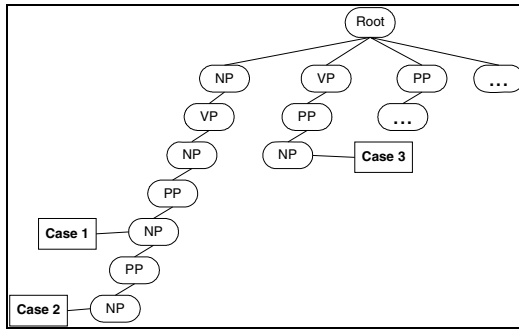 Root
NP VP PP ...
VP PP ...
NP NP Case 3
PP
Case 1 NP
PP
Case 2 NP